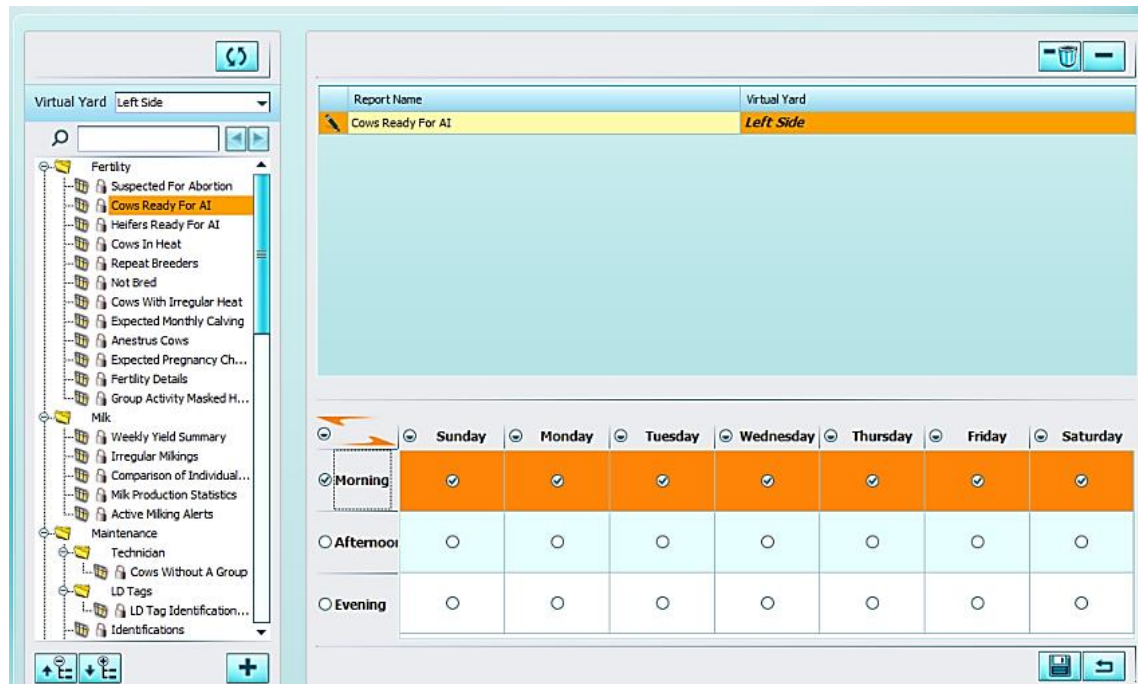 Virtual Yard Left Side
Fertility
Suspected For Abortion
Cows Ready For AI
Heifers Ready For AI
Cows In Heat
Repeat Breeders
Not Bred
Cows With Irregular Heat
Expected Monthly Calving
Anestrus Cows
Expected Pregnancy Ch...
Fertility Details
Group Activity Masked H...
Milk
Weekly Yield Summary
Irregular Milkings
Comparison of Individual...
Milk Production Statistics
Active Milking Alerts
Maintenance
Technician
Cows Without A Group
LD Tags
LD Tag Identification...
Identifications
Report Name Virtual Yard
Cows Ready For AI Left Side
Sunday Monday Tuesday Wednesday Thursday Friday Saturday
Morning
Afternoon
Evening